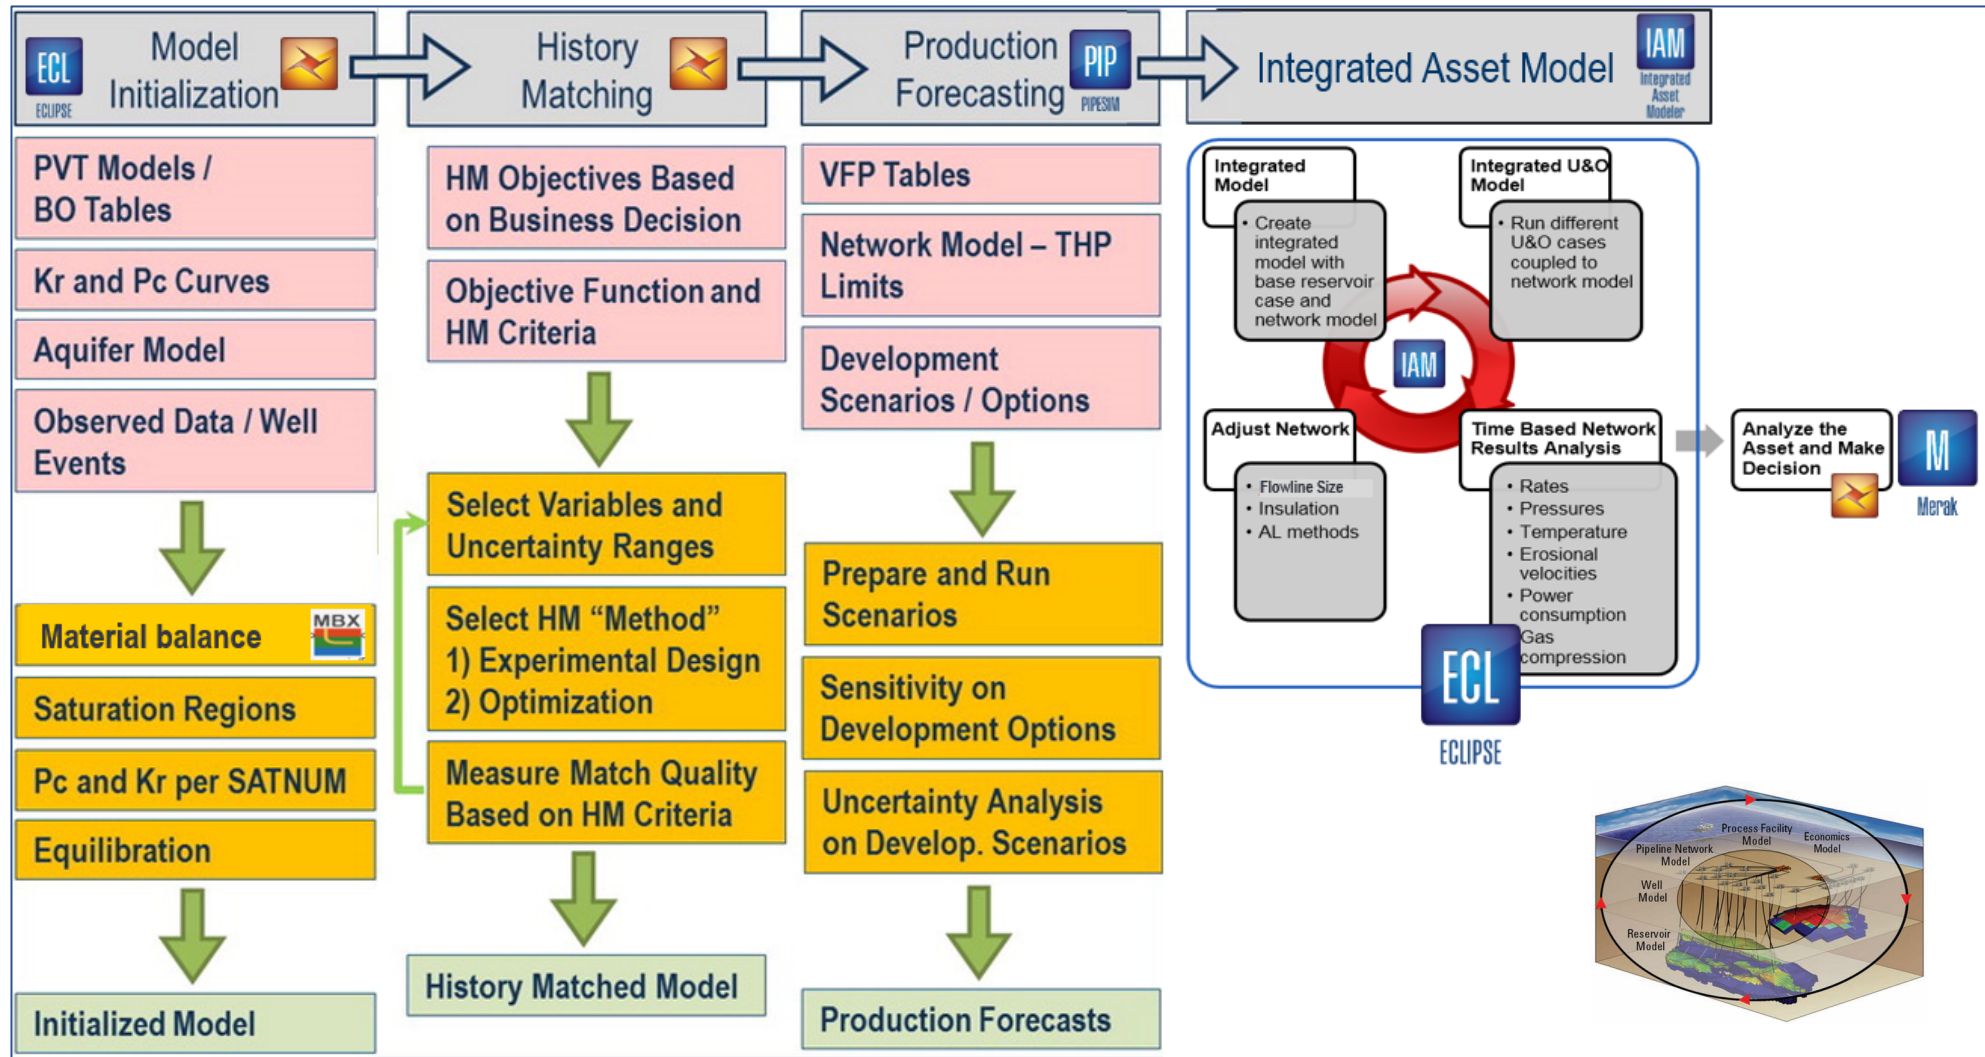 ECL
ECLIPSE
Model
Initialization
History
Matching
Production
Forecasting
PIP
PIPESIM
Integrated Asset Model
IAM
Integrated
Asset
Modeler
PVT Models /
BO Tables
Kr and Pc Curves
Aquifer Model
Observed Data / Well
Events
Material balance
MBX
Saturation Regions
Pc and Kr per SATNUM
Equilibration
Initialized Model
HM Objectives Based
on Business Decision
Objective Function and
HM Criteria
Select Variables and
Uncertainty Ranges
Select HM “Method”
1) Experimental Design
2) Optimization
Measure Match Quality
Based on HM Criteria
History Matched Model
VFP Tables
Network Model – THP
Limits
Development
Scenarios / Options
Prepare and Run
Scenarios
Sensitivity on
Development Options
Uncertainty Analysis
on Develop. Scenarios
Production Forecasts
Integrated
Model
• Create
integrated
model with
base reservoir
case and
network model
Integrated U&O
Model
• Run different
U&O cases
coupled to
network model
IAM
Adjust Network
• Flowline Size
• Insulation
• AL methods
Time Based Network
Results Analysis
• Rates
• Pressures
• Temperature
• Erosional
velocities
• Power
consumption
Gas
compression
ECL
ECLIPSE
Analyze the
Asset and Make
Decision
M
Merak
Process Facility
Model
Economics
Model
Pipeline Network
Model
Well
Model
Reservoir
Model